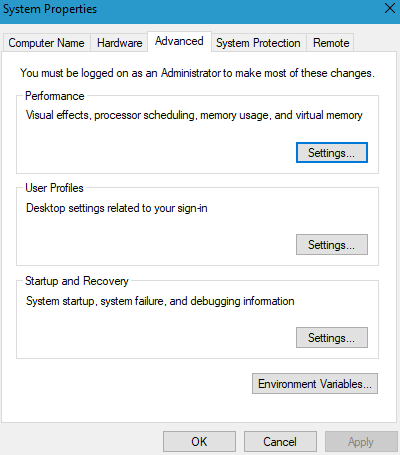 System Properties
Computer Name Hardware Advanced System Protection Remote
You must be logged on as an Administrator to make most of these changes.
Performance
Visual effects, processor scheduling, memory usage, and virtual memory
Settings...
User Profiles
Desktop settings related to your sign-in
Settings...
Startup and Recovery
System startup, system failure, and debugging information
Settings...
Environment Variables...
OK Cancel Apply